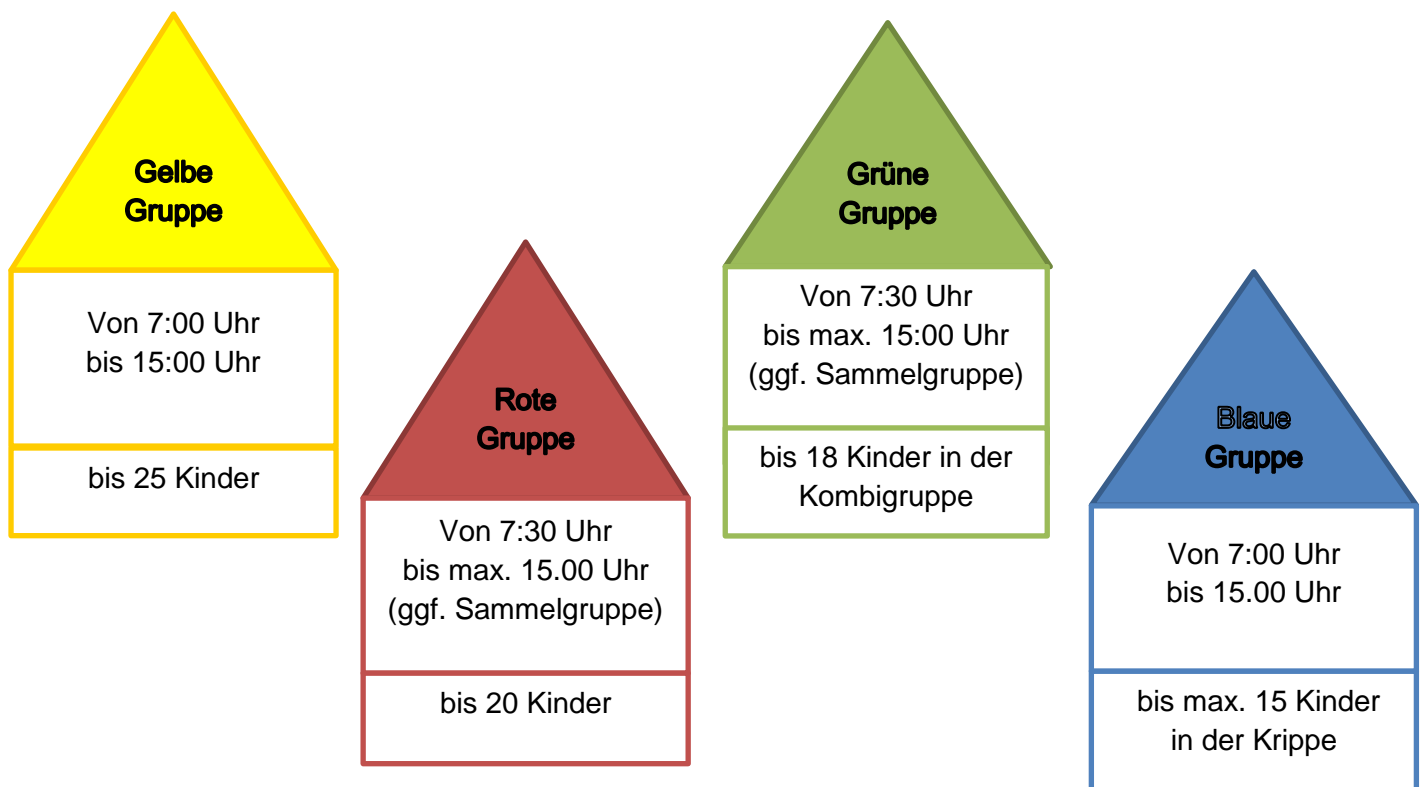 Gelbe
Gruppe
Von 7:00 Uhr
bis 15:00 Uhr
bis 25 Kinder
Rote
Gruppe
Von 7:30 Uhr
bis max. 15.00 Uhr
(ggf. Sammelgruppe)
bis 20 Kinder
Grüne
Gruppe
Von 7:30 Uhr
bis max. 15:00 Uhr
(ggf. Sammelgruppe)
bis 18 Kinder in der
Kombigruppe
Blaue
Gruppe
Von 7:00 Uhr
bis 15.00 Uhr
bis max. 15 Kinder
in der Krippe